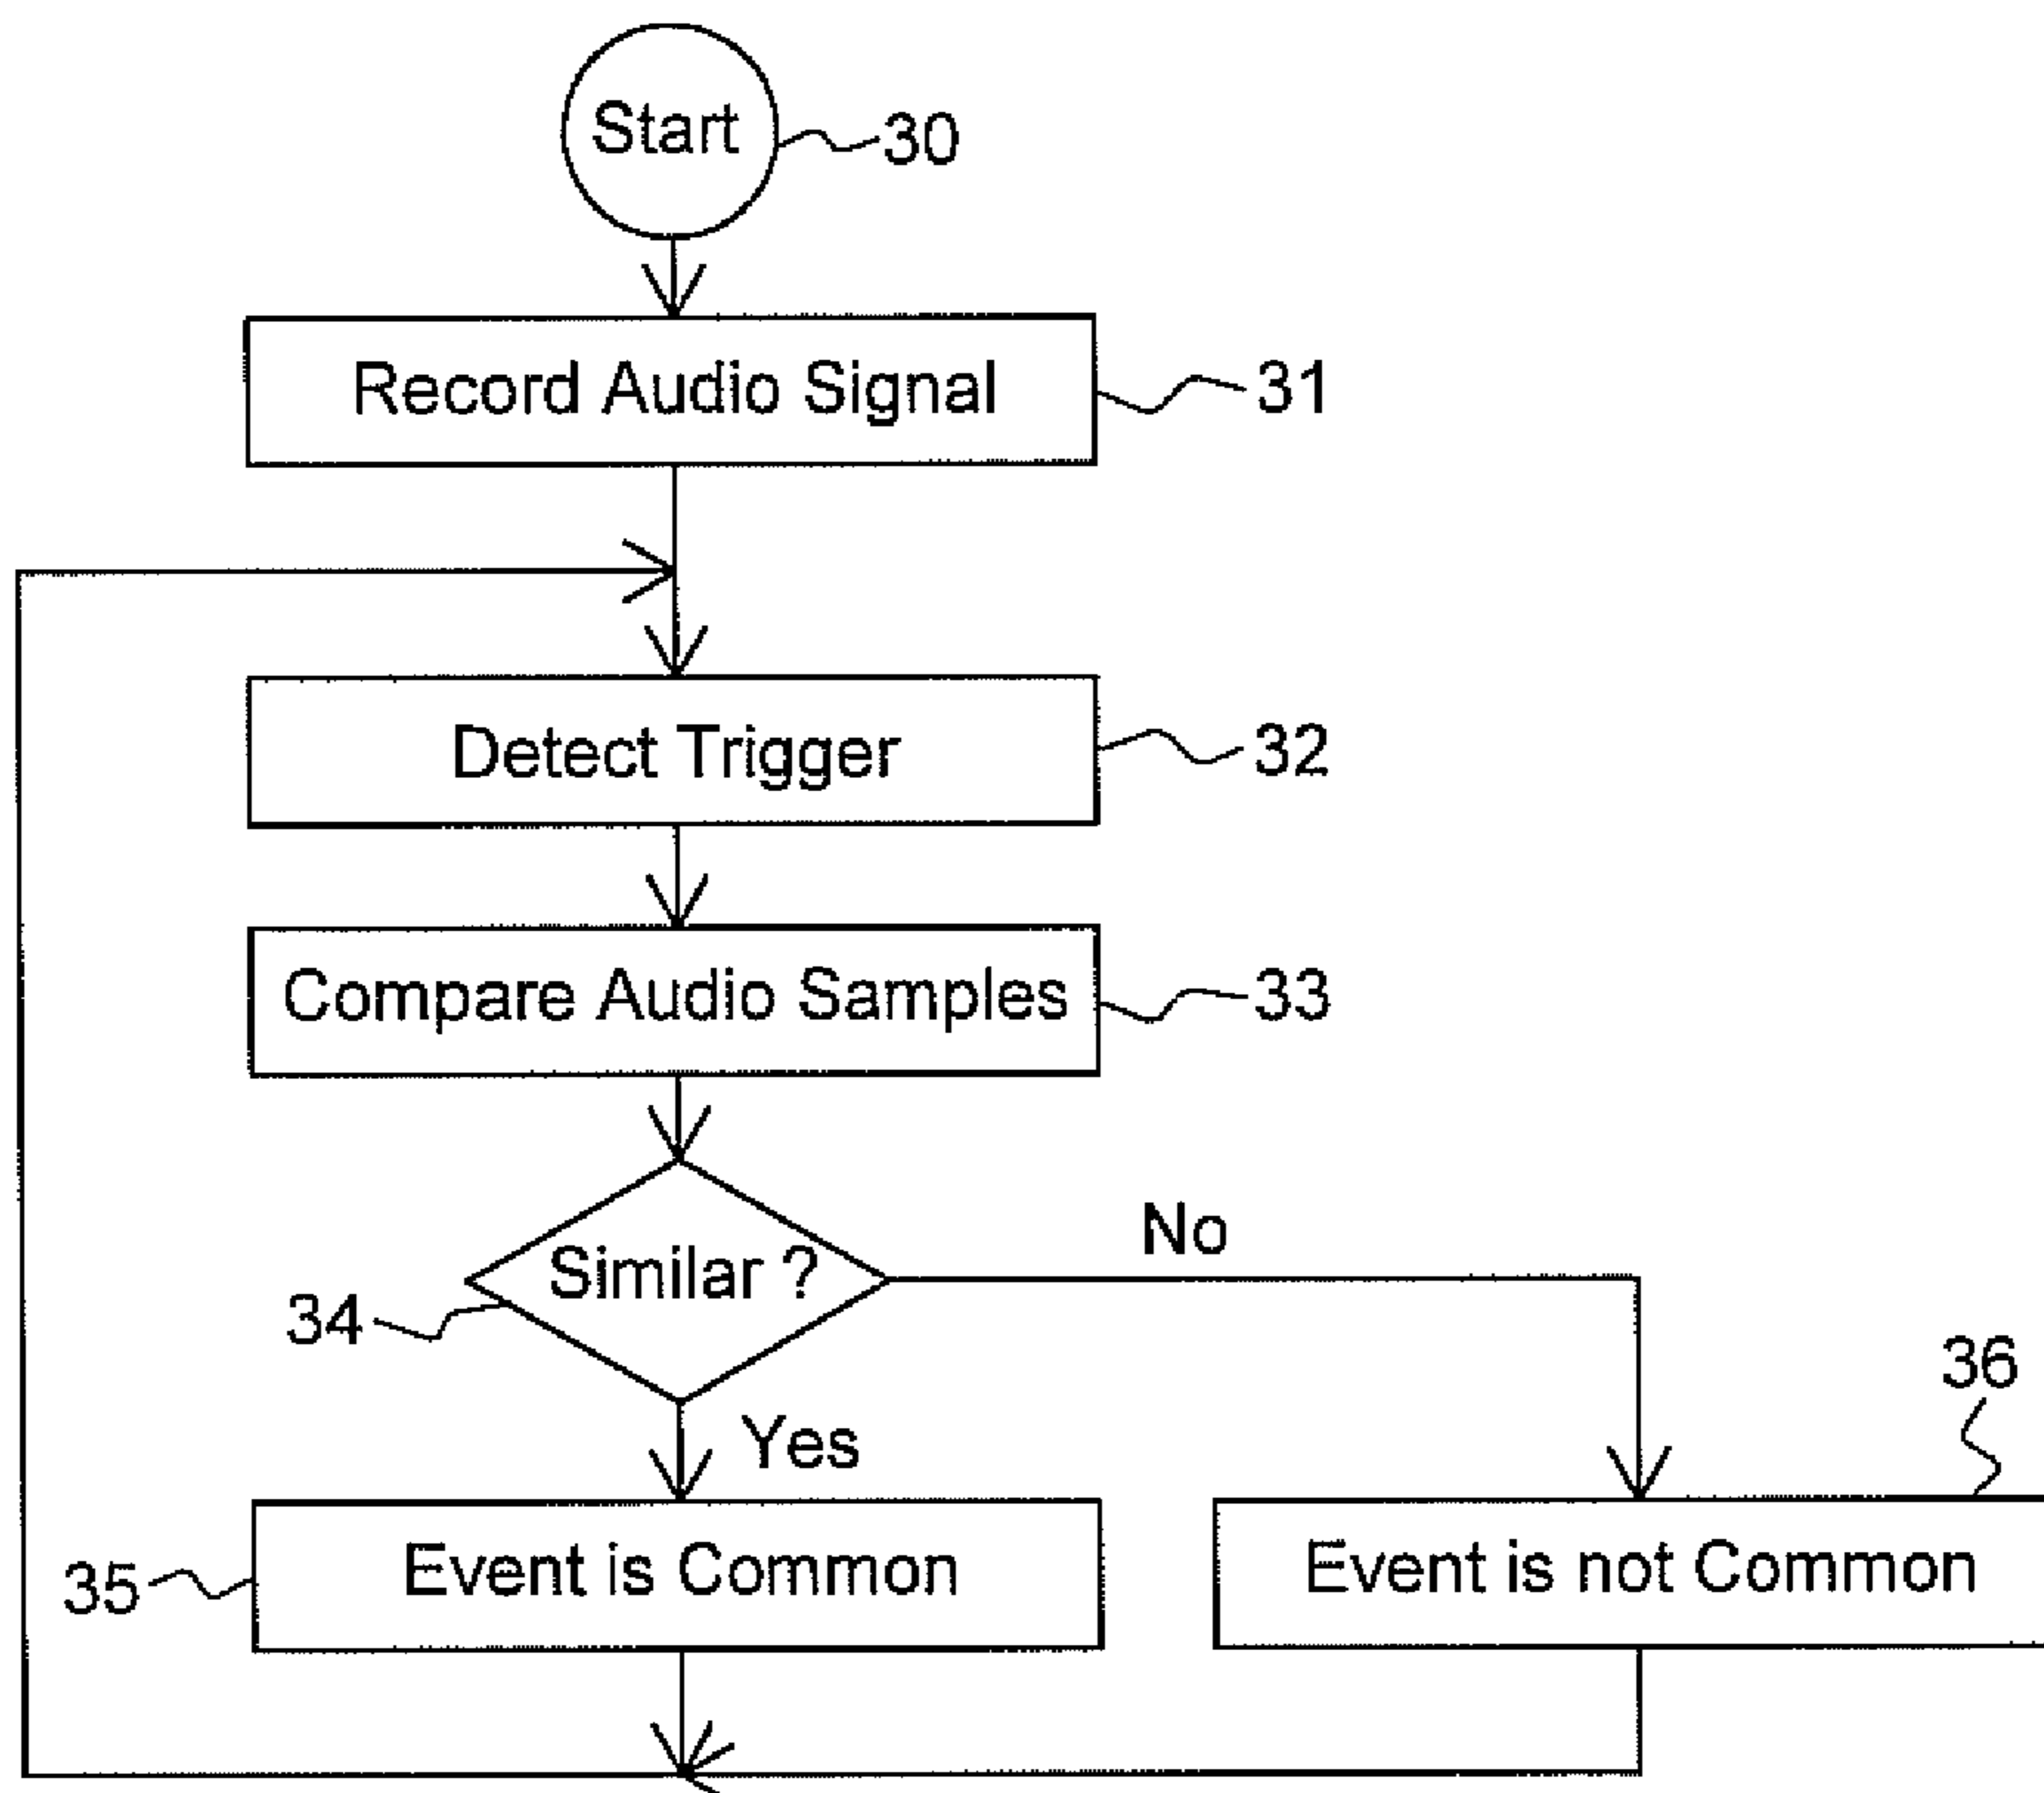 Start
30
Record Audio Signal
31
Detect Trigger
32
Compare Audio Samples
33
Similar ?
No
34
36
Yes
Event is Common
Event is not Common
35